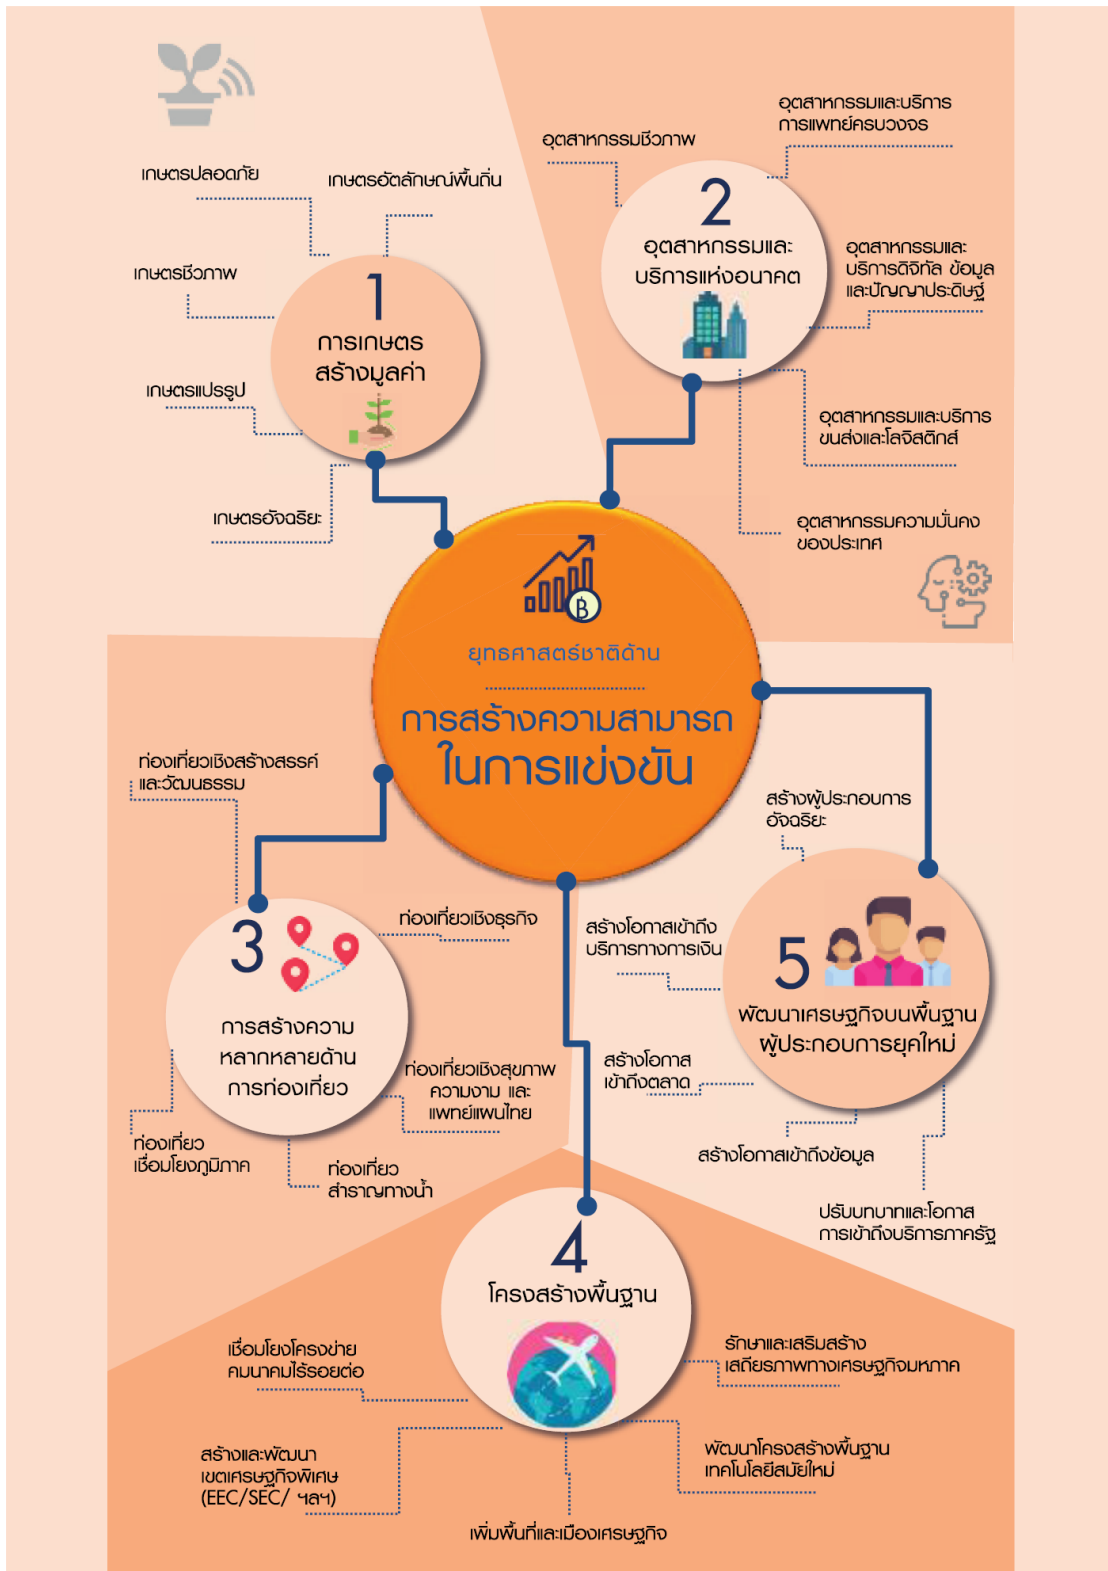 เกษตรปลอดภัย
เกษตรอัตลักษณ์พื้นถิ่น
เกษตรชีวภาพ
1
การเกษตร
สร้างมูลค่า
เกษตรแปรรูป
เกษตรอัจฉริยะ
อุตสาหกรรมชีวภาพ
อุตสาหกรรมและบริการ
การแพทย์ครบวงจร
2
อุตสาหกรรมและ
บริการแห่งอนาคต
อุตสาหกรรมและ
บริการดิจิทัล ข้อมูล
และปัญญาประดิษฐ์
อุตสาหกรรมและบริการ
ขนส่งและโลจิสติกส์
อุตสาหกรรมความมั่นคง
ของประเทศ
฿
ยุทธศาสตร์ชาติด้าน
การสร้างความสามารถ
ในการแข่งขัน
ท่องเที่ยวเชิงสร้างสรรค์
และวัฒนธรรม
ท่องเที่ยวเชิงธุรกิจ
3
การสร้างความ
หลากหลายด้าน
การท่องเที่ยว
ท่องเที่ยวเชิงสุขภาพ
ความงาม และ
แพทย์แผนไทย
ท่องเที่ยว
เชื่อมโยงภูมิภาค
ท่องเที่ยว
สำราญทางน้ำ
สร้างผู้ประกอบการ
อัจฉริยะ
สร้างโอกาสเข้าถึง
บริการทางการเงิน
5
พัฒนาเศรษฐกิจบนพื้นฐาน
ผู้ประกอบการยุคใหม่
สร้างโอกาส
เข้าถึงตลาด
สร้างโอกาสเข้าถึงข้อมูล
ปรับบทบาทและโอกาส
การเข้าถึงบริการภาครัฐ
4
โครงสร้างพื้นฐาน
เชื่อมโยงโครงข่าย
คมนาคมไร้รอยต่อ
รักษาและเสริมสร้าง
เสถียรภาพทางเศรษฐกิจมหภาค
สร้างและพัฒนา
เขตเศรษฐกิจพิเศษ
(EEC/SEC/ ฯลฯ)
พัฒนาโครงสร้างพื้นฐาน
เทคโนโลยีสมัยใหม่
เพิ่มพื้นที่และเมืองเศรษฐกิจ